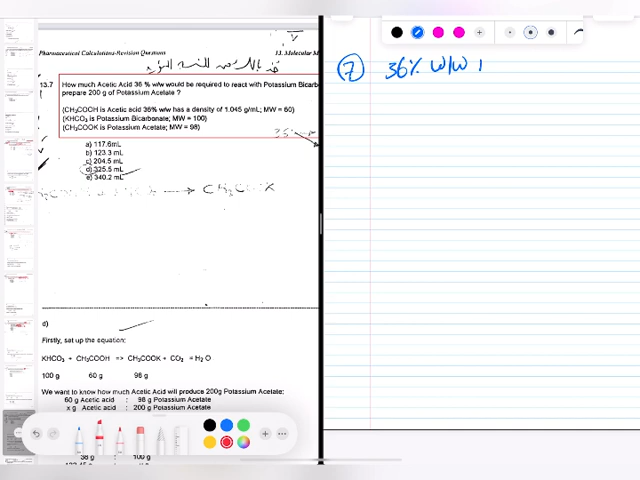 Pharmaceutical Calculations-Revision Questions
13. Molecular M
13.7 How much Acetic Acid 36 % w/w would be required to react with Potassium Bicarbo
prepare 200 g of Potassium Acetate ?
(CH₃COOH is Acetic acid 36% w/w has a density of 1.045 g/mL; MW = 60)
(KHCO₃ is Potassium Bicarbonate; MW = 100)
(CH₃COOK is Potassium Acetate; MW = 98)
a) 117.6 mL
b) 123.3 mL
c) 204.5 mL
d) 325.5 mL
e) 340.2 mL
d)
Firstly, set up the equation:
KHCO₃ + CH₃COOH => CH₃COOK + CO₂ + H₂O
100 g 60 g 98 g
We want to know how much Acetic Acid will produce 200g Potassium Acetate:
60 g Acetic acid : 98 g Potassium Acetate
x g Acetic acid : 200 g Potassium Acetate
100 g
7 36% w/w